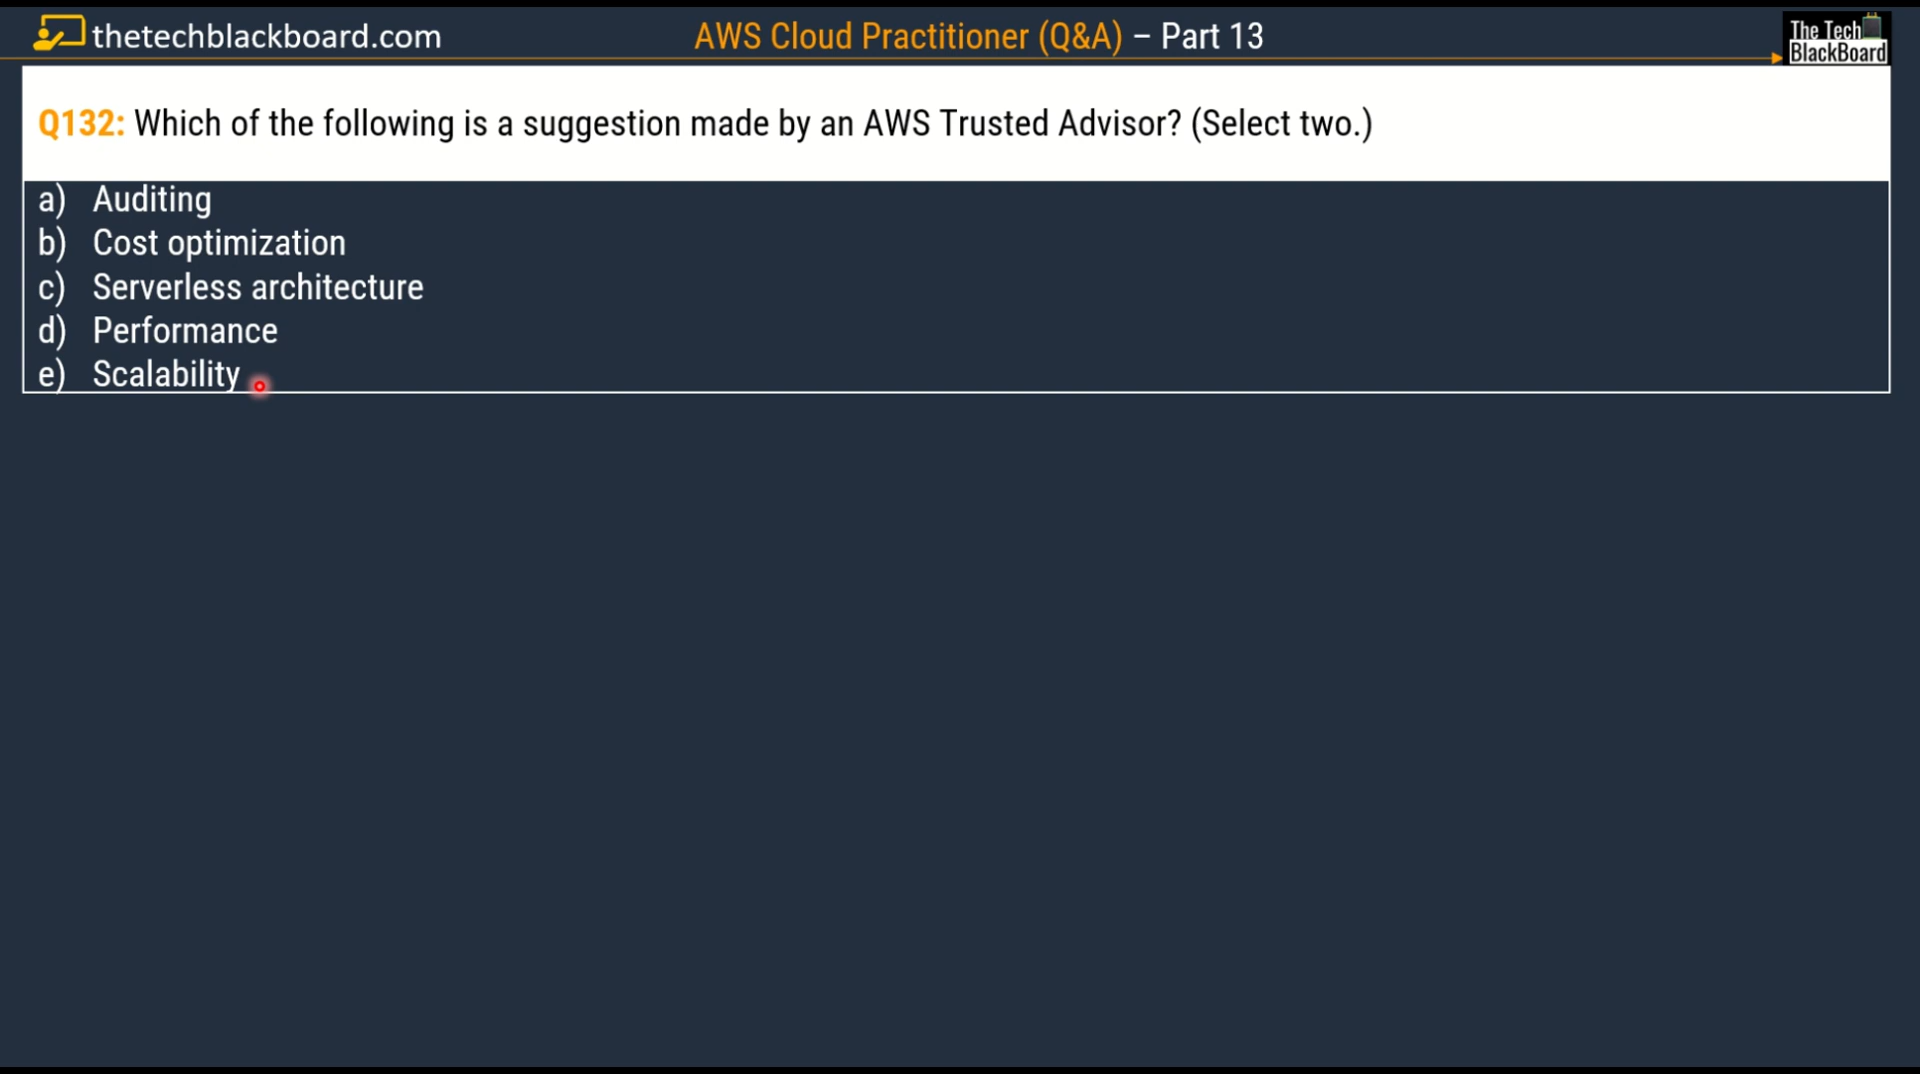 thetechblackboard.com
AWS Cloud Practitioner (Q&A) – Part 13
The Tech
BlackBoard
Q132: Which of the following is a suggestion made by an AWS Trusted Advisor? (Select two.)
a) Auditing
b) Cost optimization
c) Serverless architecture
d) Performance
e) Scalability